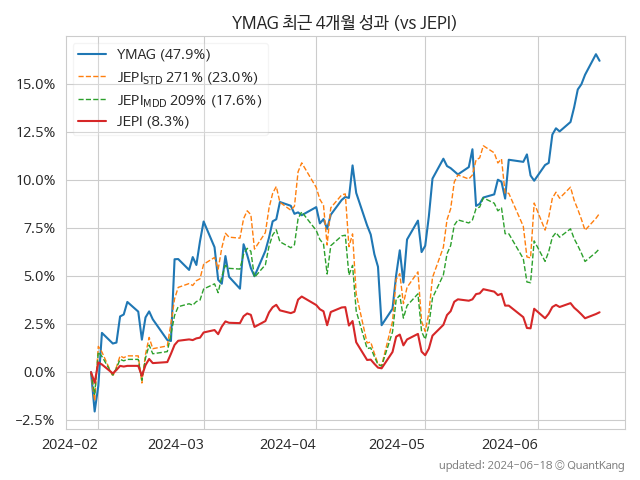 YMAG 최근 4개월 성과 (vs JEPI)
YMAG (47.9%)
JEPI_STD 271% (23.0%)
JEPI_MDD 209% (17.6%)
JEPI (8.3%)
15.0%
12.5%
10.0%
7.5%
5.0%
2.5%
0.0%
−2.5%
2024-02 2024-03 2024-04 2024-05 2024-06
updated: 2024-06-18 © QuantKang